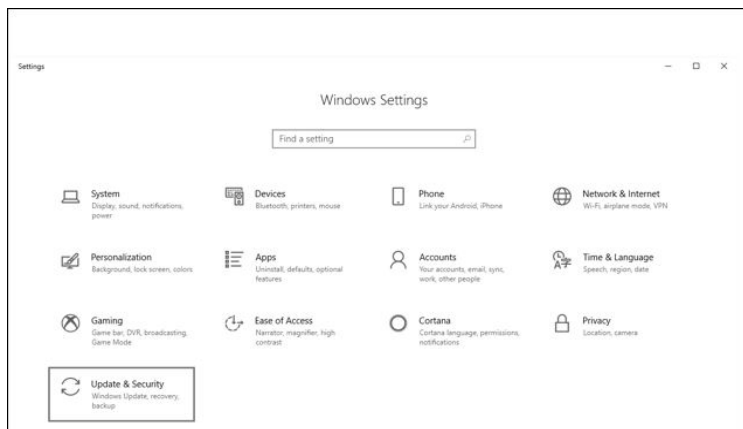 Settings
Windows Settings
Find a setting
System
Display, sound, notifications,
power
Devices
Bluetooth, printers, mouse
Phone
Link your Android, iPhone
Network & Internet
Wi-Fi, airplane mode, VPN
Personalization
Background, lock screen, colors
Apps
Uninstall, defaults, optional
features
Accounts
Your accounts, email, sync,
work, other people
Time & Language
Speech, region, date
Gaming
Game bar, DVR, broadcasting,
Game Mode
Ease of Access
Narrator, magnifier, high
contrast
Cortana
Cortana language, permissions,
notifications
Privacy
Location, camera
Update & Security
Windows Update, recovery,
backup